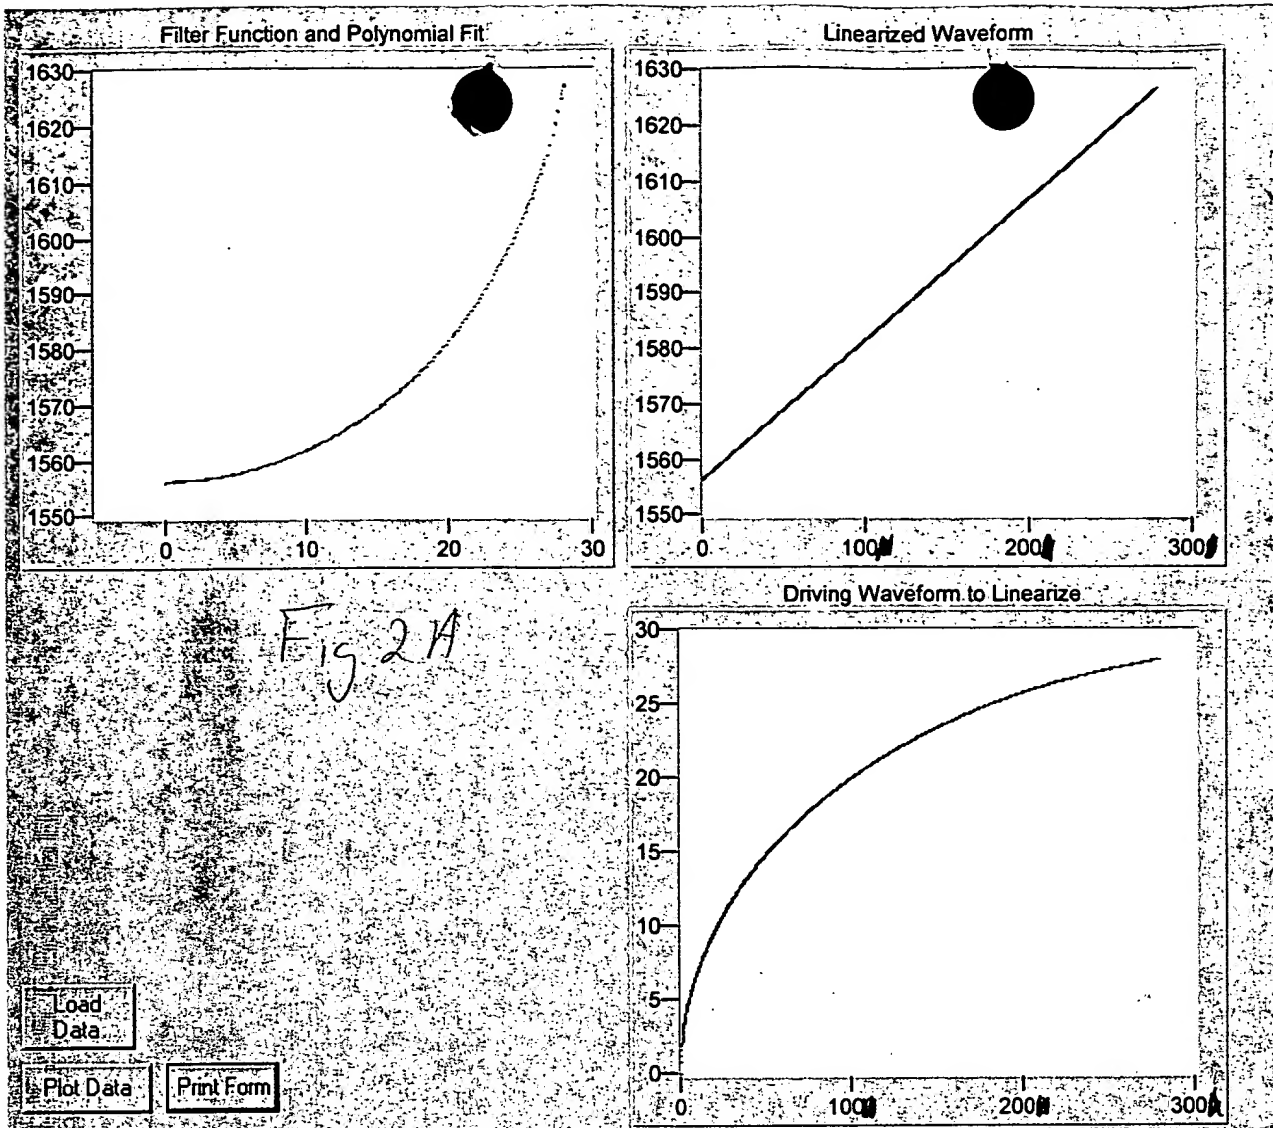 Filter Function and Polynomial Fit
1630
1620
1610
1600
1590
1580
1570
1560
1550
0 10 20 30
Linearized Waveform
1630
1620
1610
1600
1590
1580
1570
1560
1550
0 100 200 300
Fig 2A
Driving Waveform to Linearize
30
25
20
15
10
5
0
0 100 200 300
Load
Data
Plot Data
Print Form